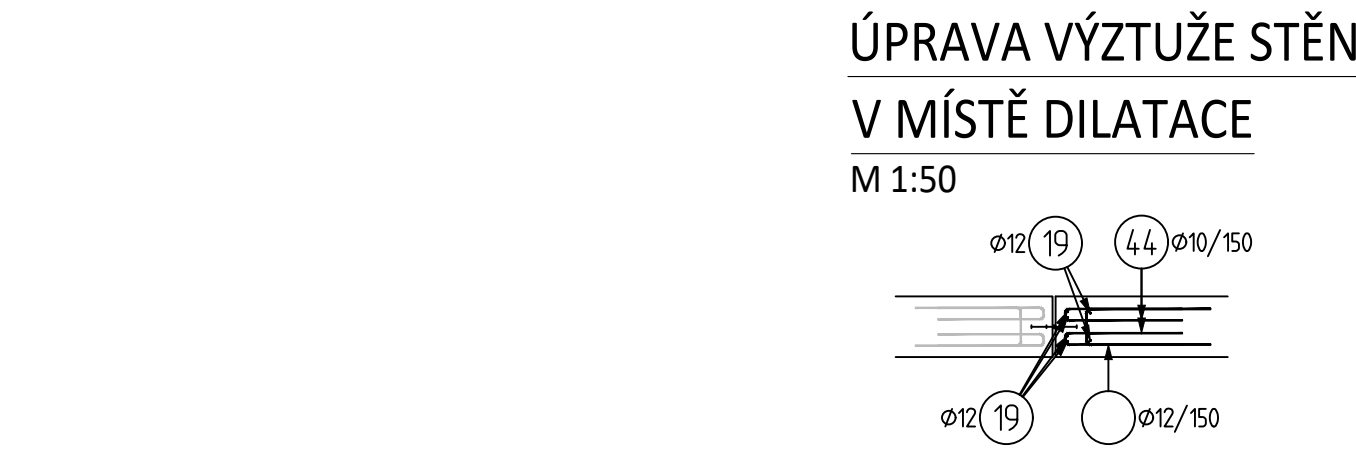 ÚPRAVA VÝZTUŽE STĚN
V MÍSTĚ DILATACE
M 1:50
Ø12 19 44 Ø10/150
Ø12 19 Ø12/150